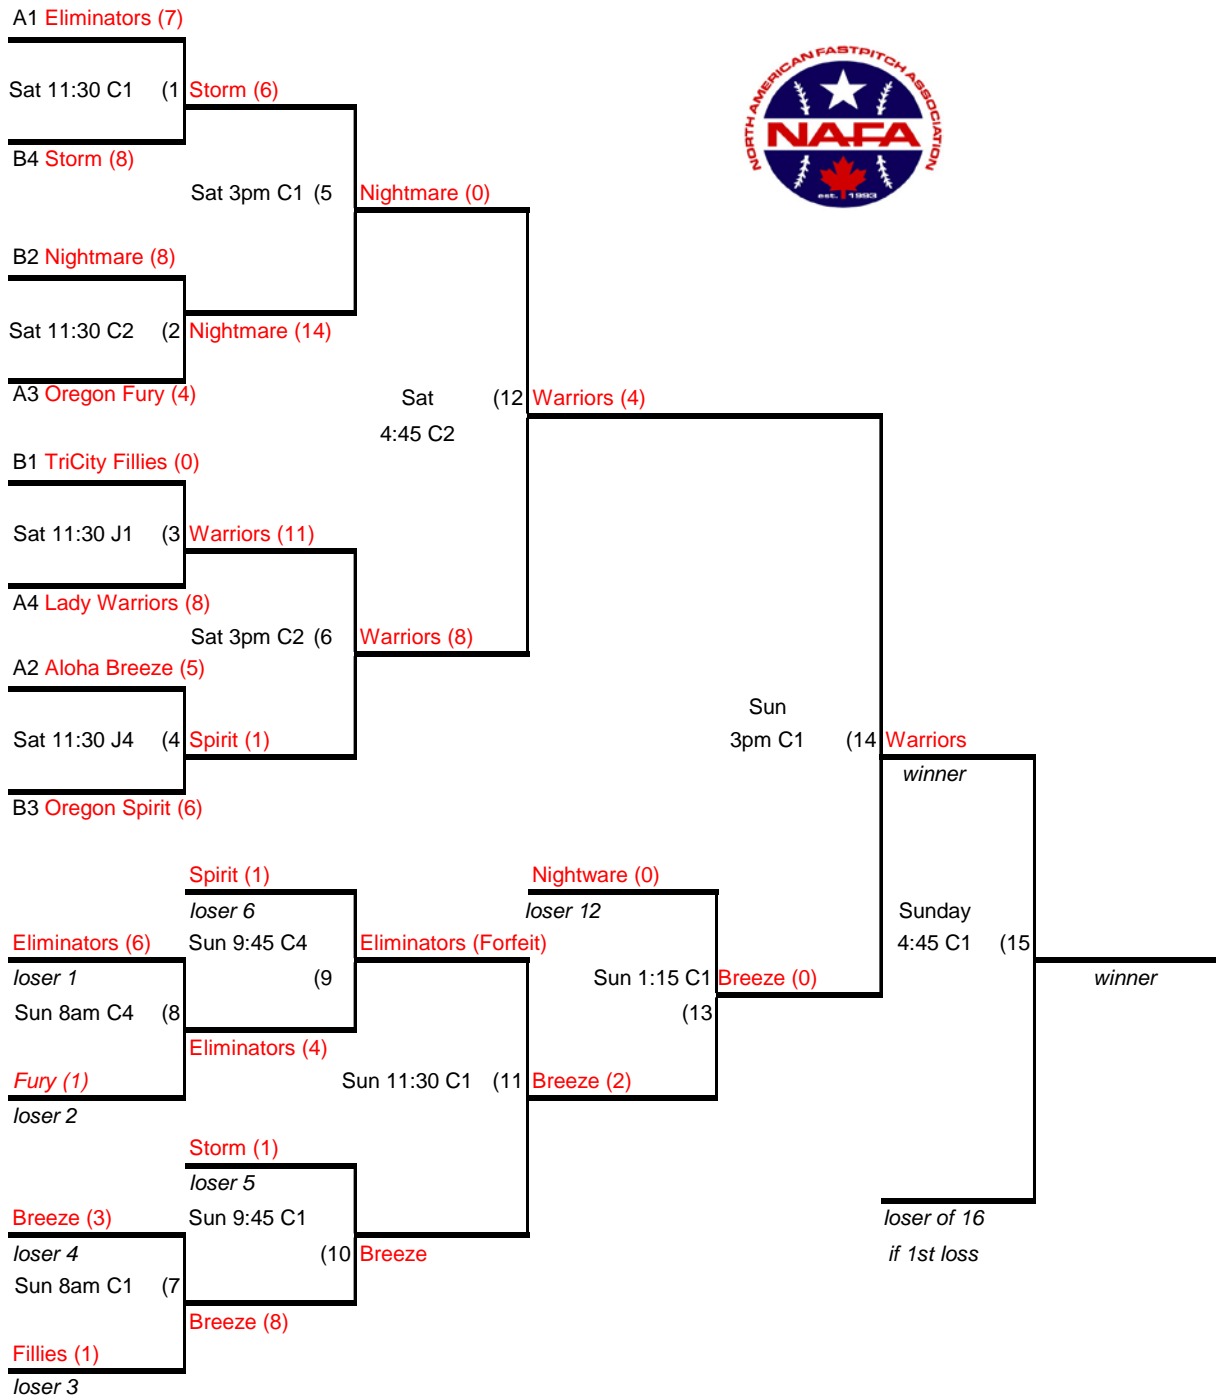 A1 Eliminators (7)
Sat 11:30 C1 (1 Storm (6)
B4 Storm (8)
Sat 3pm C1 (5 Nightmare (0)
B2 Nightmare (8)
Sat 11:30 C2 (2 Nightmare (14)
A3 Oregon Fury (4)
Sat (12 Warriors (4)
4:45 C2
B1 TriCity Fillies (0)
Sat 11:30 J1 (3 Warriors (11)
A4 Lady Warriors (8)
Sat 3pm C2 (6 Warriors (8)
A2 Aloha Breeze (5)
Sat 11:30 J4 (4 Spirit (1)
B3 Oregon Spirit (6)
NORTH AMERICAN FASTPITCH ASSOCIATION
NAFA
est. 1993
Sun
3pm C1 (14 Warriors
winner
Spirit (1)
loser 6
Nightware (0)
loser 12
Eliminators (6)
loser 1
Sun 9:45 C4 Eliminators (Forfeit)
(9
Sun 8am C4 (8
Eliminators (4)
Fury (1)
loser 2
Sun 1:15 C1 Breeze (0)
(13
Sun 11:30 C1 (11 Breeze (2)
Sunday
4:45 C1 (15
winner
Storm (1)
loser 5
Breeze (3)
loser 4
Sun 9:45 C1
(10 Breeze
Sun 8am C1 (7
Breeze (8)
Fillies (1)
loser 3
loser of 16
if 1st loss